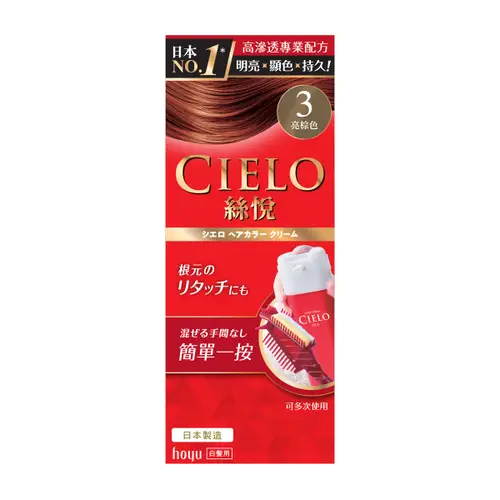 日本
NO.1*
高滲透專業配方
明亮×顯色×持久!
3
亮棕色
CIELO
絲悅
シエロ ヘアカラー クリーム
根元の
リタッチにも
混ぜる手間なし
簡單一按
CIELO
可多次使用
日本製造
hoyu 白髮用